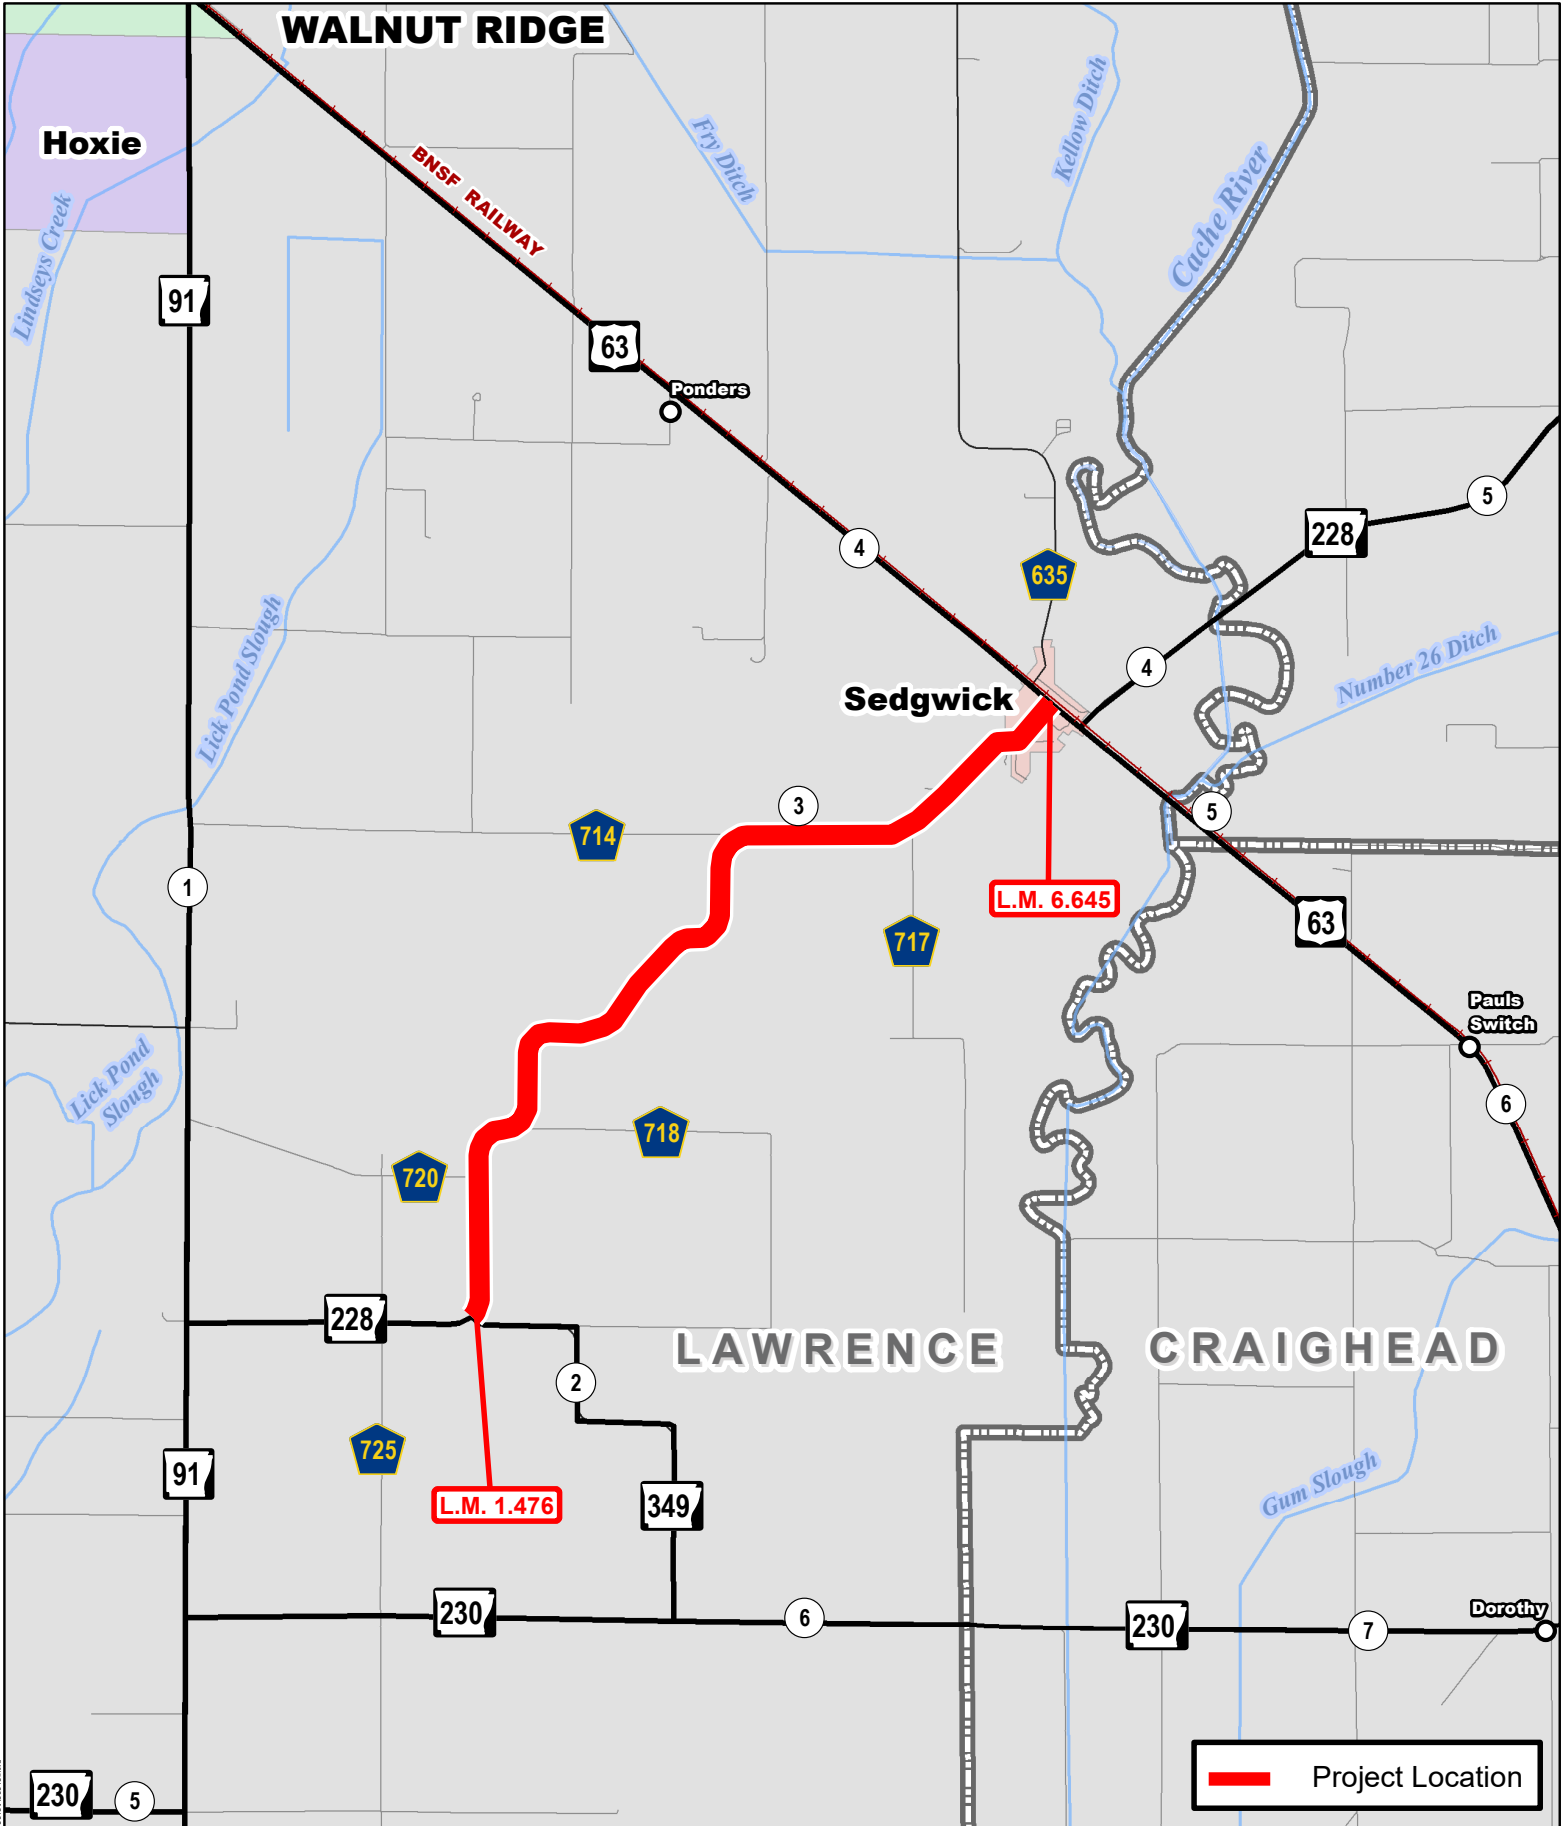 WALNUT RIDGE
Hoxie
BNSF RAILWAY
Fry Ditch
Kellow Ditch
Cache River
Lindseys Creek
91
63
Ponders
5
228
4
635
Number 26 Ditch
4
Lick Pond Slough
Sedgwick
3
5
714
1
L.M. 6.645
63
717
Pauls
Switch
Lick Pond
Slough
6
718
720
228
LAWRENCE
CRAIGHEAD
2
725
91
349
L.M. 1.476
Gum Slough
230
6
230
7
Dorothy
Project Location
230
5